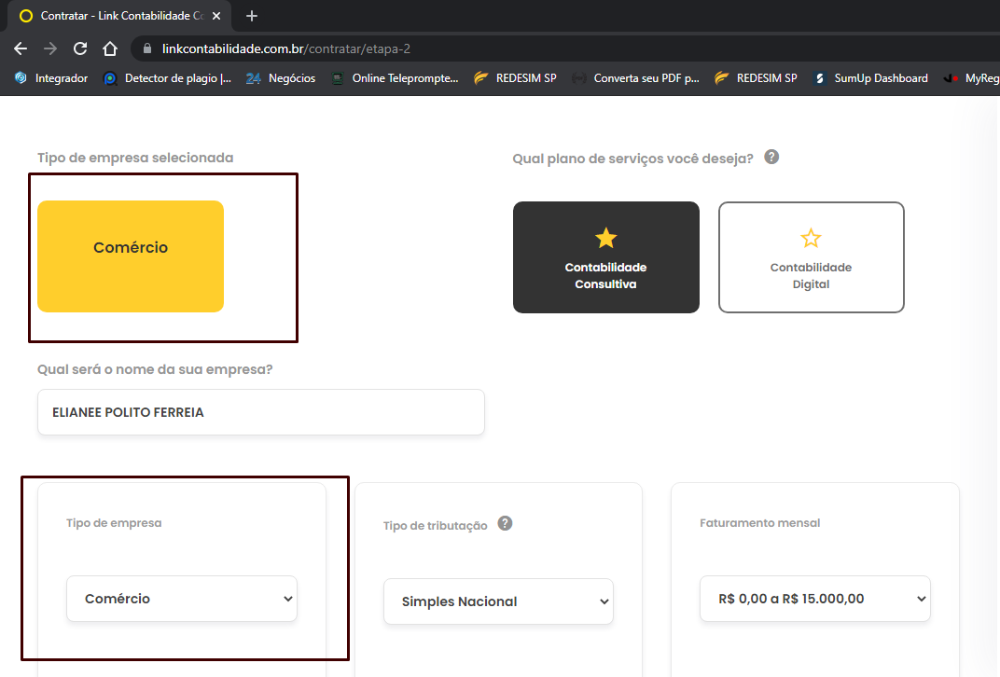 Contratar - Link Contabilidade Co
linkcontabilidade.com.br/contratar/etapa-2
Integrador
Detector de plagio |...
24 Negócios
Online Teleprompte...
REDESIM SP
Converta seu PDF p...
REDESIM SP
SumUp Dashboard
MyReg
Tipo de empresa selecionada
Comércio
Qual plano de serviços você deseja? ?
Contabilidade
Consultiva
Contabilidade
Digital
Qual será o nome da sua empresa?
ELIANEE POLITO FERREIA
Tipo de empresa
Comércio
Tipo de tributação ?
Simples Nacional
Faturamento mensal
R$ 0,00 a R$ 15.000,00